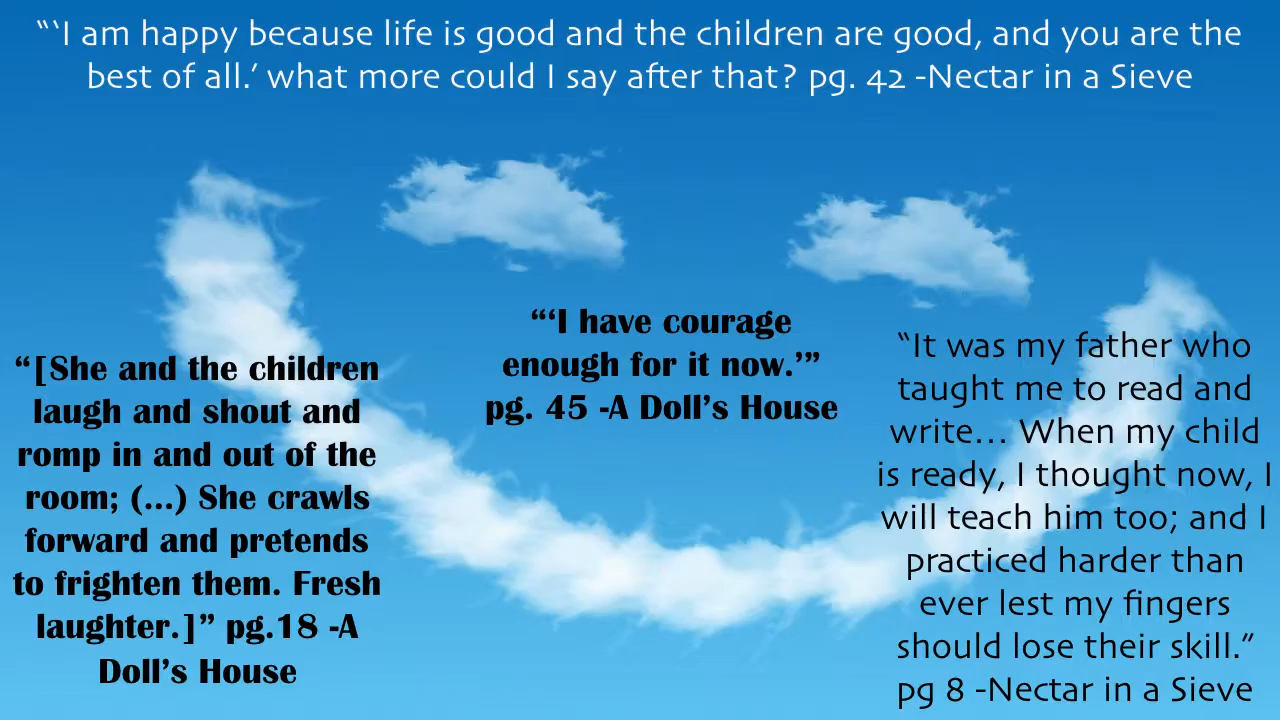 “‘I am happy because life is good and the children are good, and you are the
best of all.’ what more could I say after that? pg. 42 -Nectar in a Sieve
“[She and the children
laugh and shout and
romp in and out of the
room; (...) She crawls
forward and pretends
to frighten them. Fresh
laughter.]” pg.18 -A
Doll’s House
“‘I have courage
enough for it now.’”
pg. 45 -A Doll’s House
“It was my father who
taught me to read and
write... When my child
is ready, I thought now, I
will teach him too; and I
practiced harder than
ever lest my fingers
should lose their skill.”
pg 8 -Nectar in a Sieve